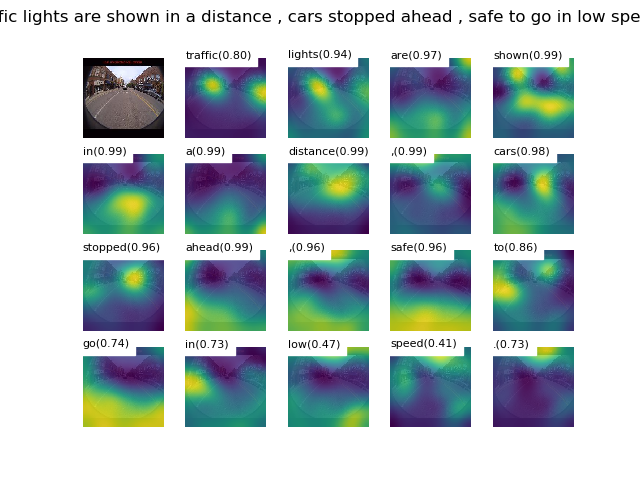 fic lights are shown in a distance , cars stopped ahead , safe to go in low spe
traffic(0.80) lights(0.94) are(0.97) shown(0.99)
in(0.99) a(0.99) distance(0.99) ,(0.99) cars(0.98)
stopped(0.96) ahead(0.99) ,(0.96) safe(0.96) to(0.86)
go(0.74) in(0.73) low(0.47) speed(0.41) .(0.73)